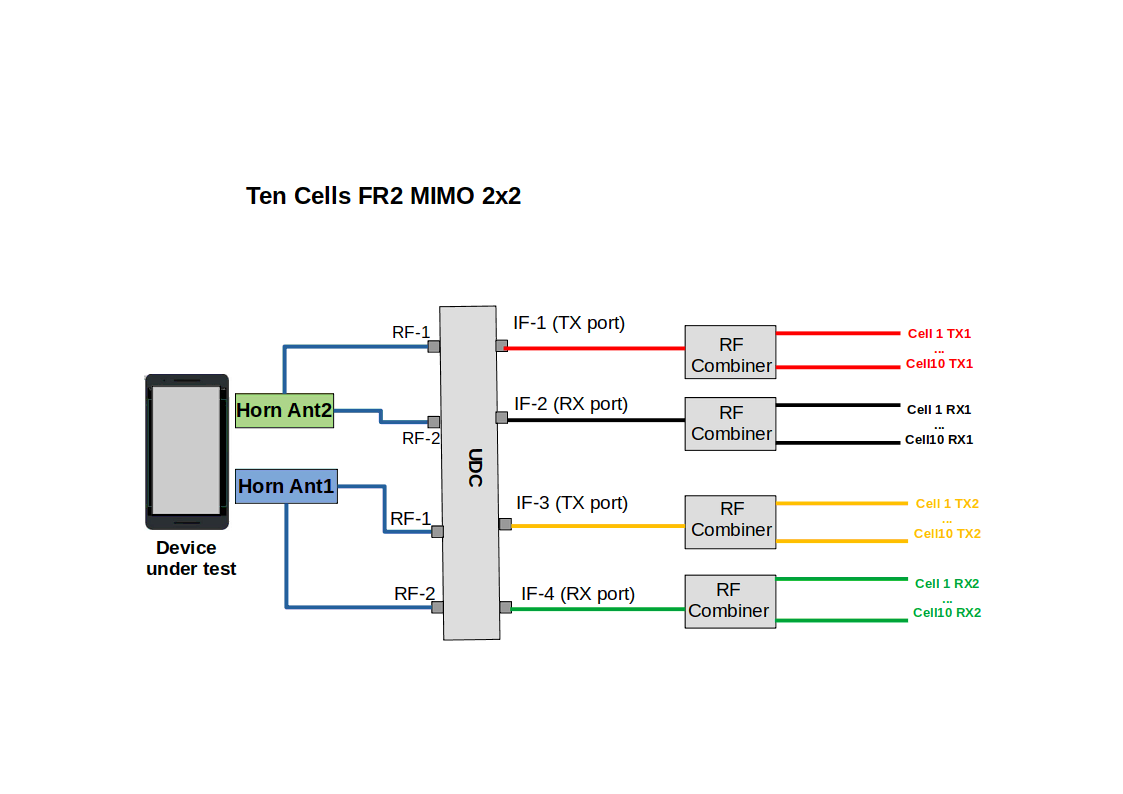 Ten Cells FR2 MIMO 2x2
RF-1
IF-1 (TX port)
RF
Combiner
Cell 1 TX1
...
Cell10 TX1
Horn Ant2
RF-2
IF-2 (RX port)
RF
Combiner
Cell 1 RX1
...
Cell10 RX1
UDC
Horn Ant1
RF-1
IF-3 (TX port)
RF
Combiner
Cell 1 TX2
...
Cell10 TX2
Device
under test
RF-2
IF-4 (RX port)
RF
Combiner
Cell 1 RX2
...
Cell10 RX2